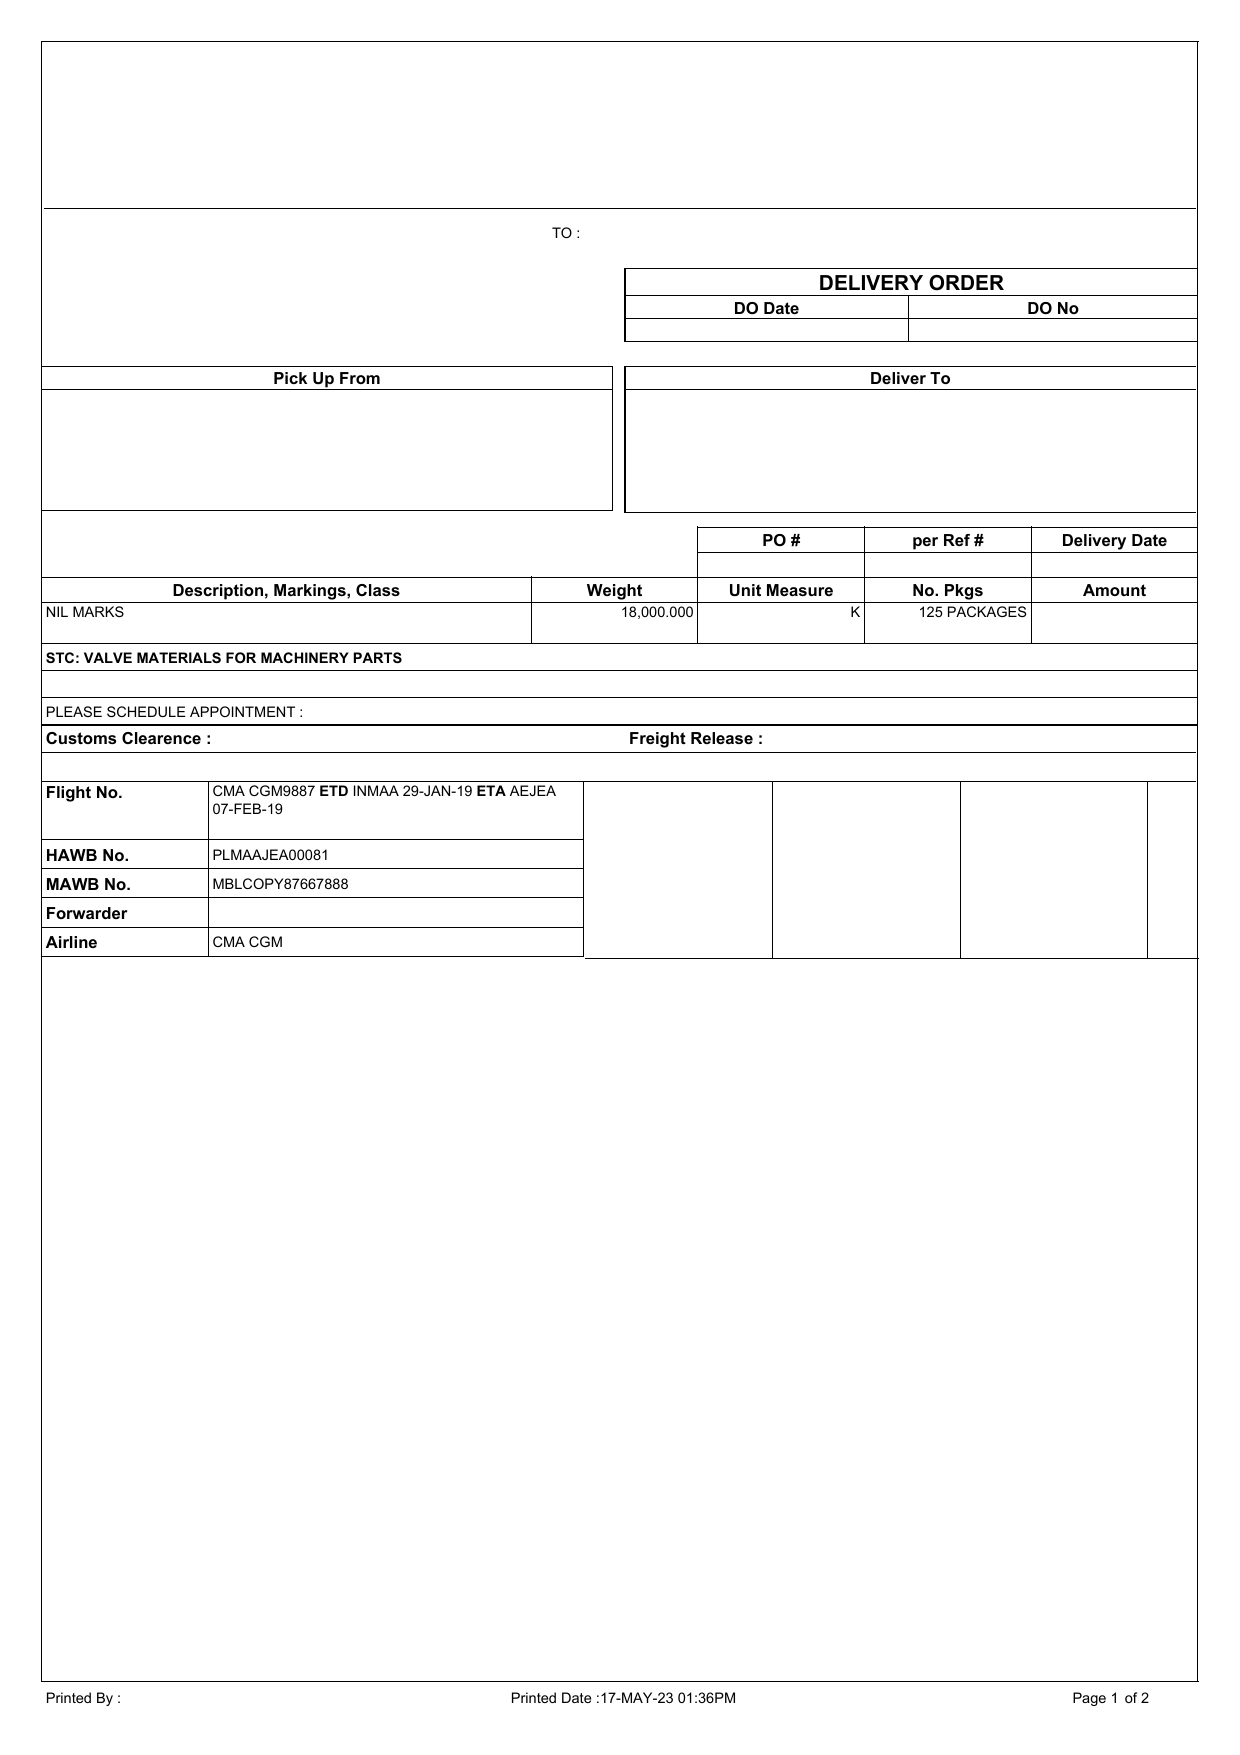 TO :
DELIVERY ORDER
DO Date DO No
Pick Up From Deliver To
PO # per Ref # Delivery Date
Description, Markings, Class Weight Unit Measure No. Pkgs Amount
NIL MARKS 18,000.000 K 125 PACKAGES
STC: VALVE MATERIALS FOR MACHINERY PARTS
PLEASE SCHEDULE APPOINTMENT :
Customs Clearence : Freight Release :
Flight No. CMA CGM9887 ETD INMAA 29-JAN-19 ETA AEJEA
07-FEB-19
HAWB No. PLMAAJEA00081
MAWB No. MBLCOPY87667888
Forwarder
Airline CMA CGM
Printed By : Printed Date :17-MAY-23 01:36PM Page 1 of 2